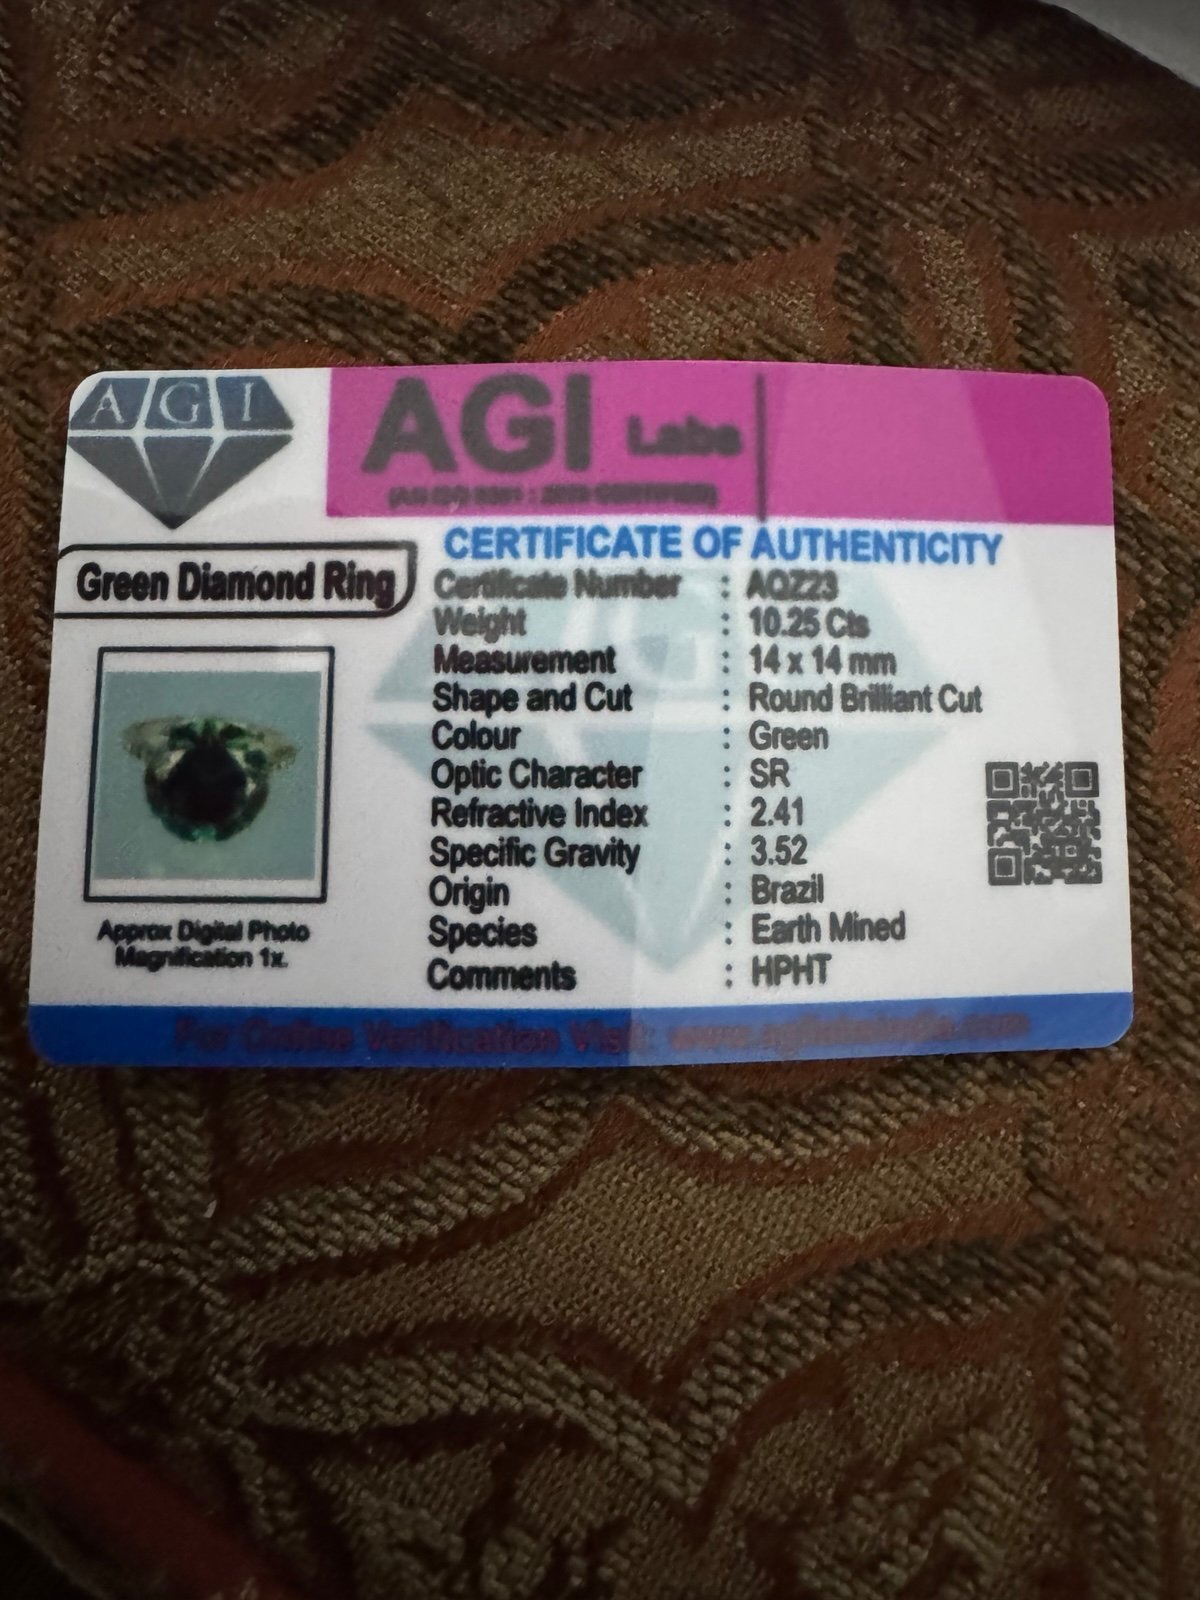 A G I
AGI Labs
CERTIFICATE OF AUTHENTICITY
Green Diamond Ring
Certificate Number : AQZ23
Weight : 10.25 Cts
Measurement : 14 x 14 mm
Shape and Cut : Round Brilliant Cut
Colour : Green
Optic Character : SR
Refractive Index : 2.41
Specific Gravity : 3.52
Origin : Brazil
Species : Earth Mined
Comments : HPHT
Approx Digital Photo
Magnification 1x.
For Online Verification Visit: